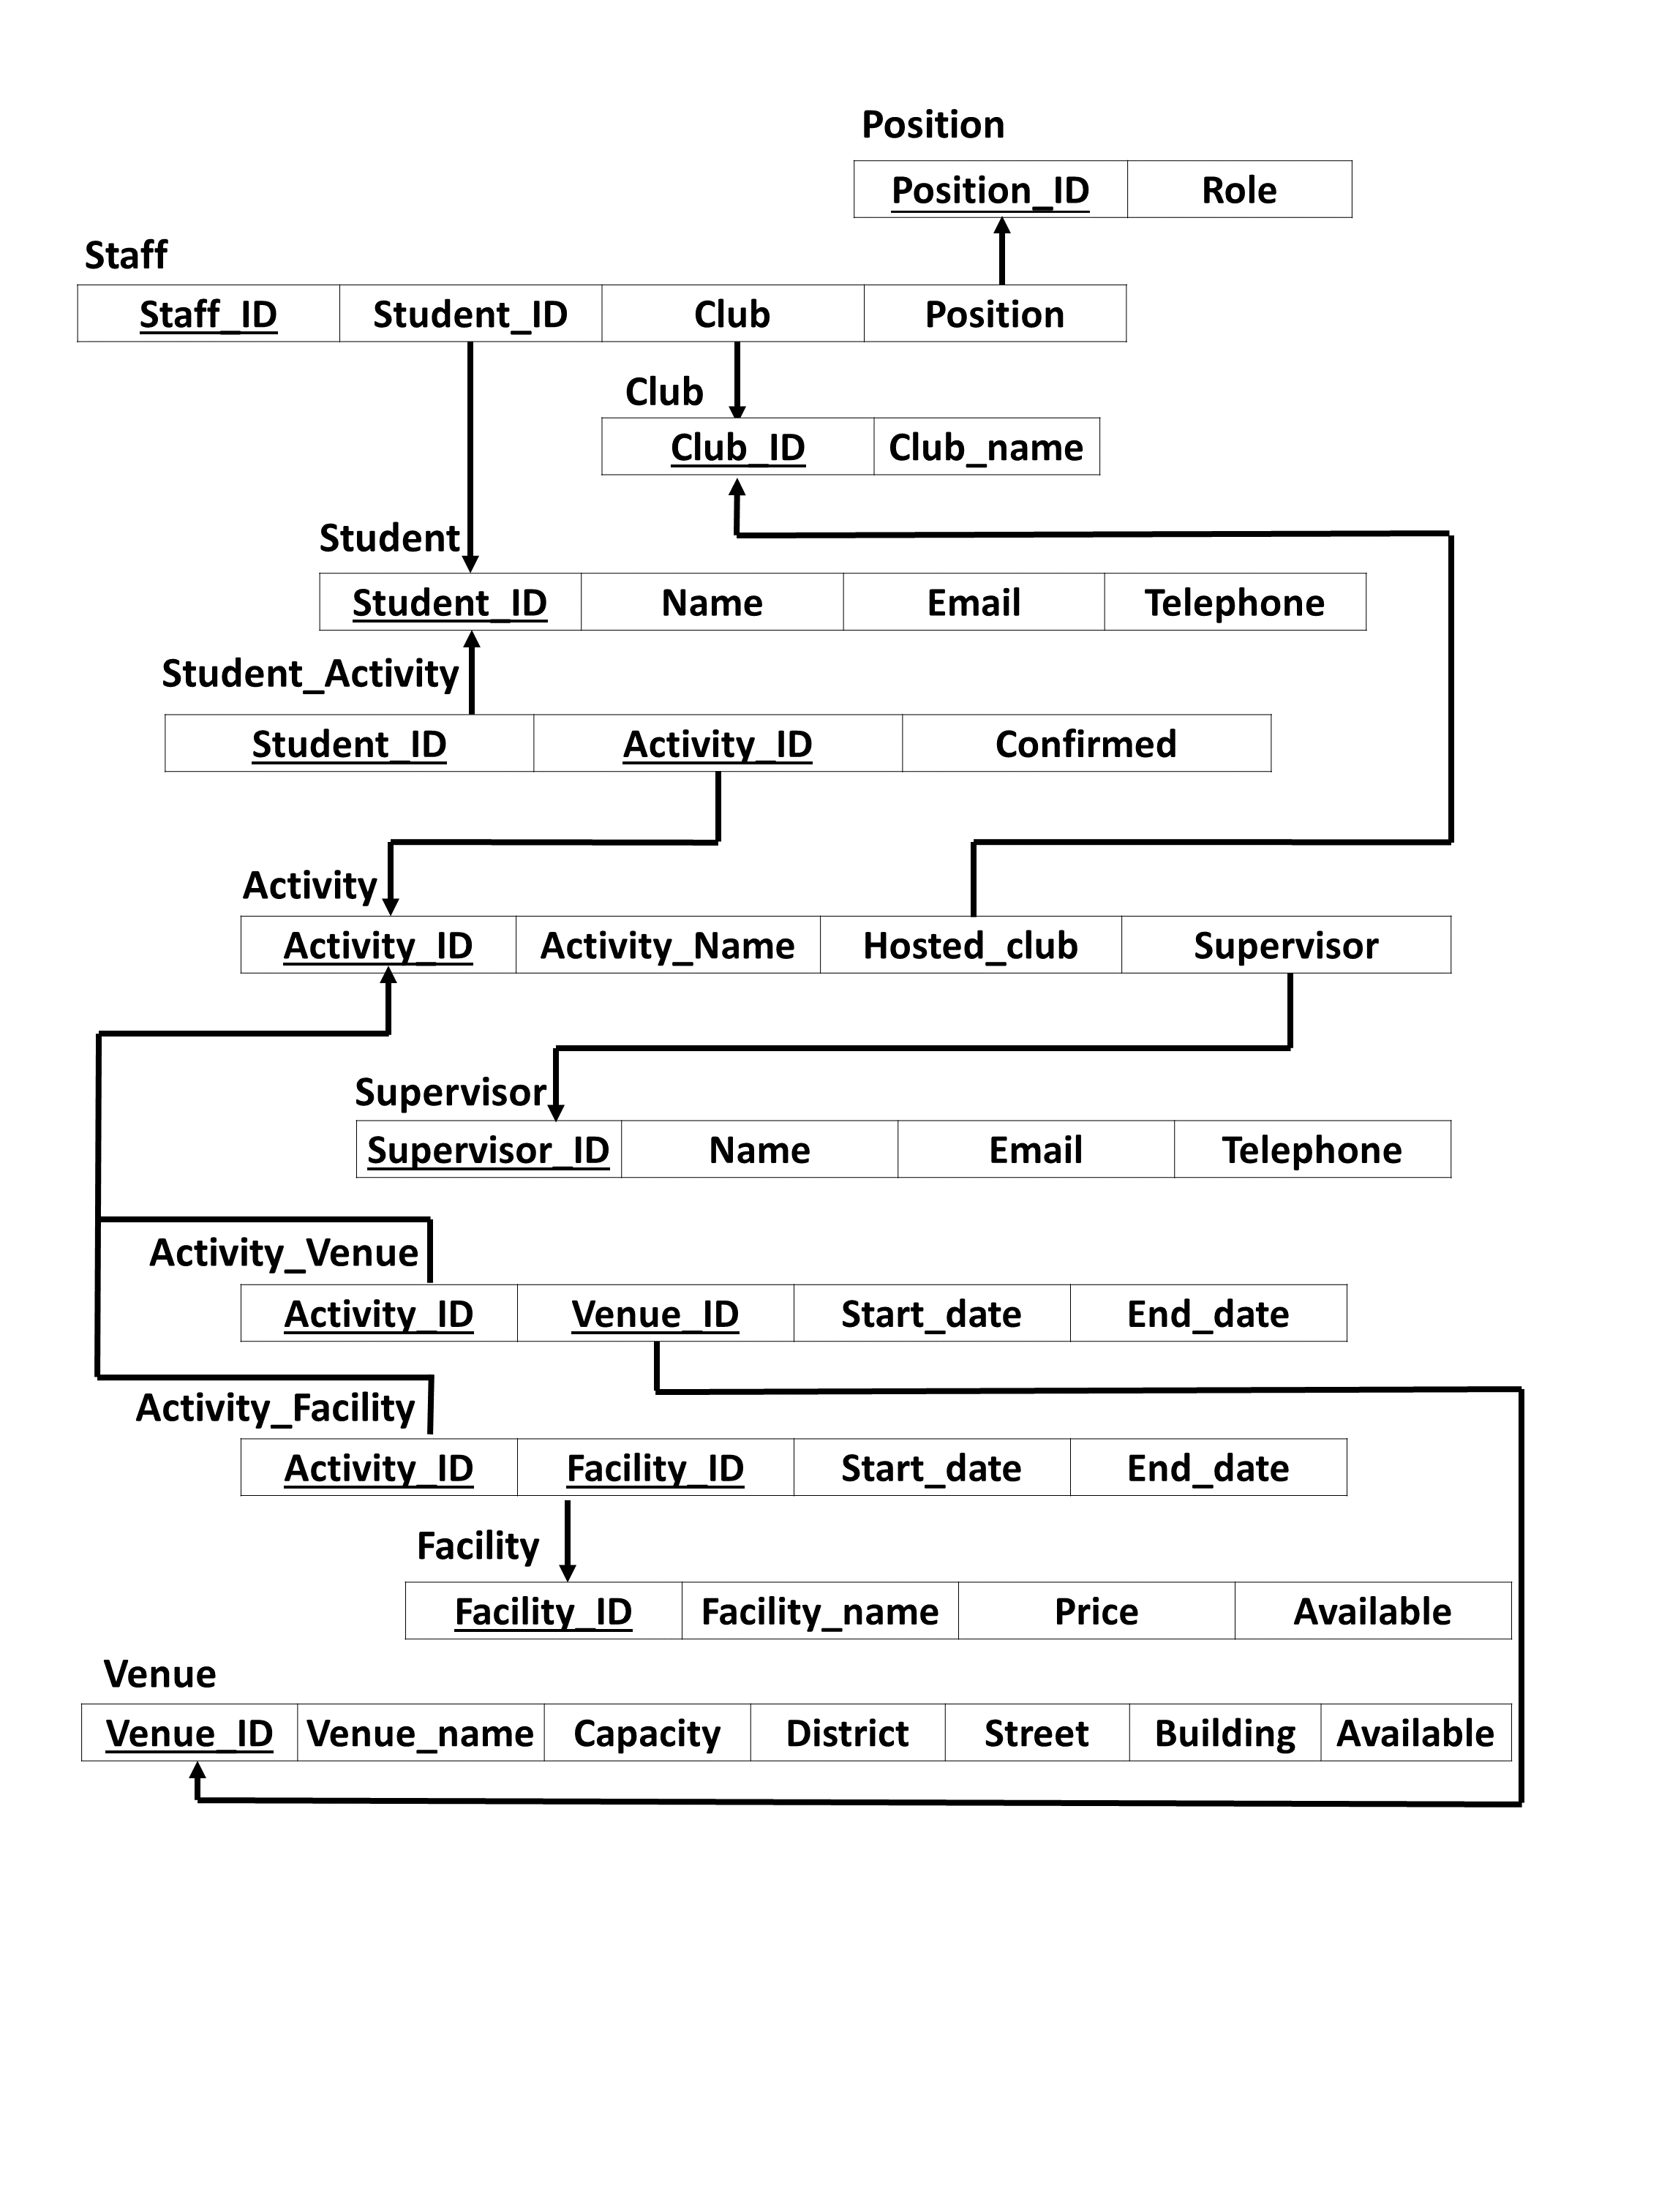 Position
Position_ID Role
Staff
Staff_ID Student_ID Club Position
Club
Club_ID Club_name
Student
Student_ID Name Email Telephone
Student_Activity
Student_ID Activity_ID Confirmed
Activity
Activity_ID Activity_Name Hosted_club Supervisor
Supervisor
Supervisor_ID Name Email Telephone
Activity_Venue
Activity_ID Venue_ID Start_date End_date
Activity_Facility
Activity_ID Facility_ID Start_date End_date
Facility
Facility_ID Facility_name Price Available
Venue
Venue_ID Venue_name Capacity District Street Building Available